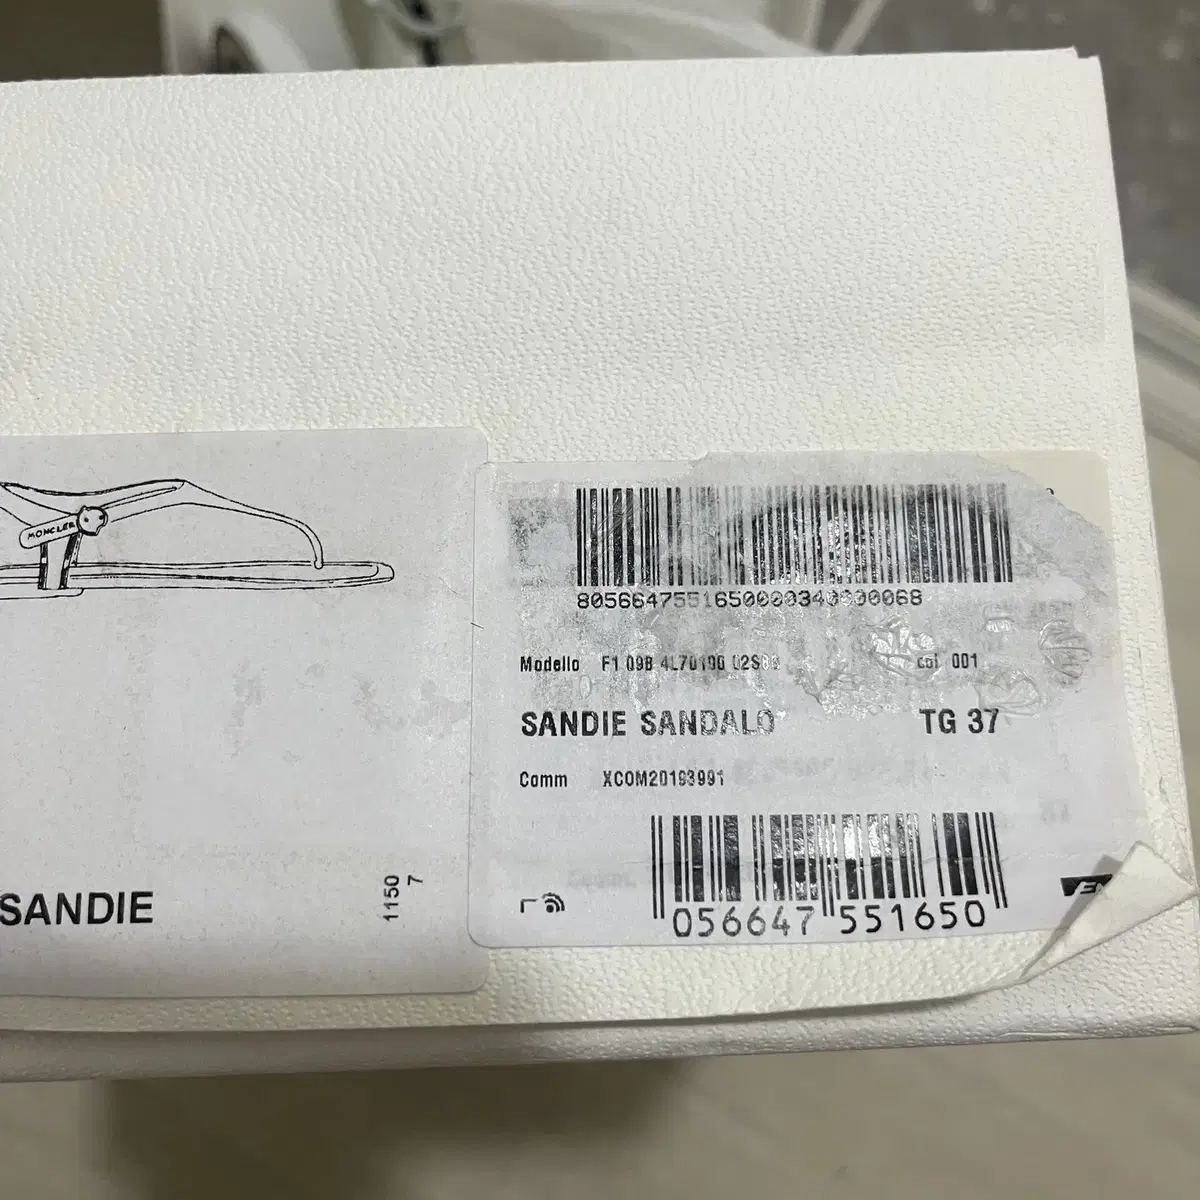 MONCLER
SANDIE
1150
7
8056647551650000340000068
Modello F1 09B 4L70100 col 001
SANDIE SANDALO TG 37
Comm XCOM20193991
056647 551650